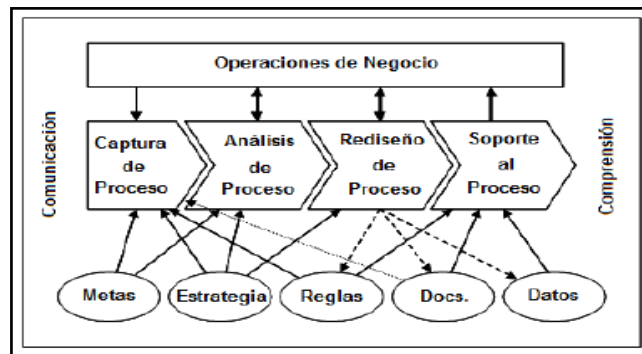 Operaciones de Negocio
Comunicación
Captura
de
Proceso
Análisis
de
Proceso
Rediseño
de
Proceso
Soporte
al
Proceso
Comprensión
Metas
Estrategia
Reglas
Docs.
Datos